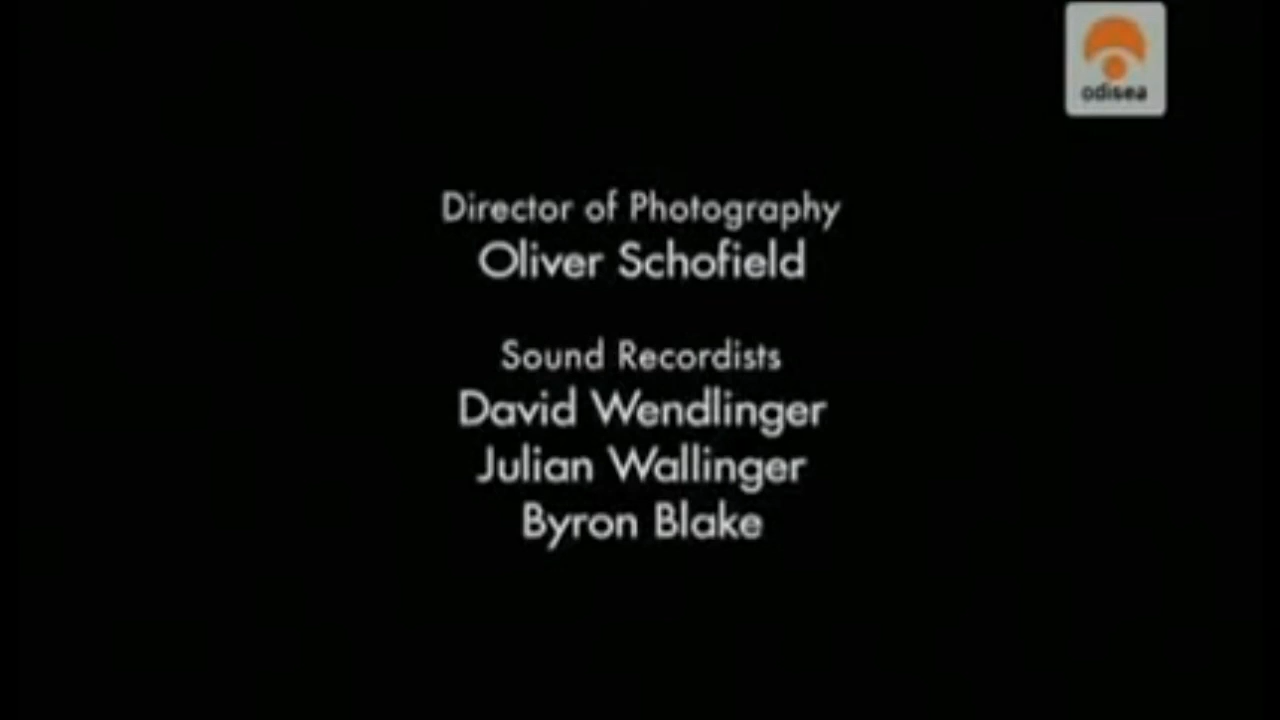 odisea
Director of Photography
Oliver Schofield
Sound Recordists
David Wendlinger
Julian Wallinger
Byron Blake